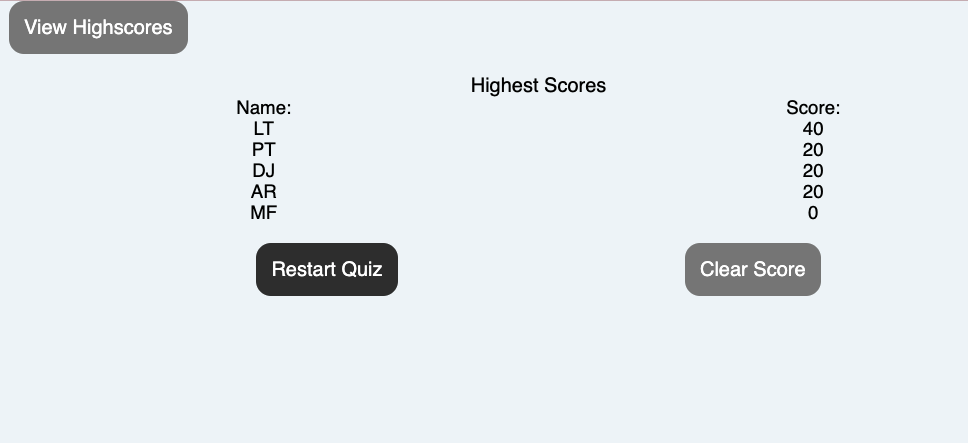 View Highscores
Highest Scores
Name: Score:
LT 40
PT 20
DJ 20
AR 20
MF 0
Restart Quiz Clear Score